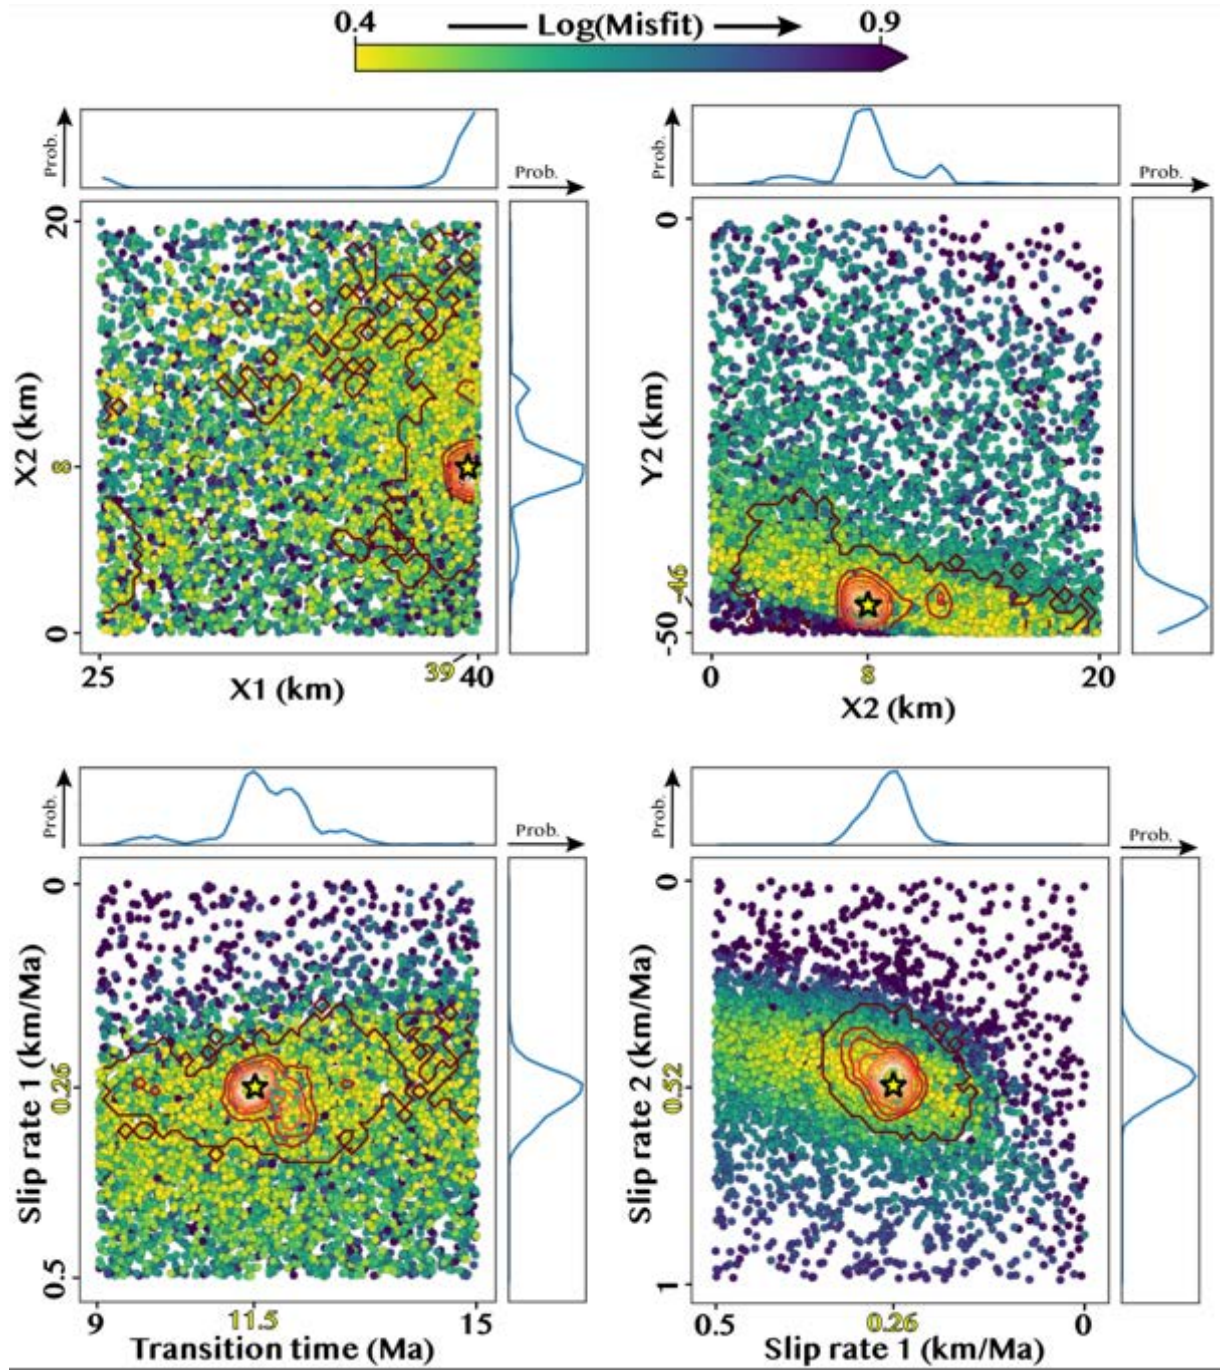 0.4 Log(Misfit) 0.9
Prob.
Prob.
20
X2 (km)
8
0
25 39 40
X1 (km)
Prob.
Prob.
0
Y2 (km)
-46
-50
0 8 20
X2 (km)
Prob.
Prob.
0
Slip rate 1 (km/Ma)
0.26
0.5
9 11.5 15
Transition time (Ma)
Prob.
Prob.
0
Slip rate 2 (km/Ma)
0.52
1
0.5 0.26 0
Slip rate 1 (km/Ma)